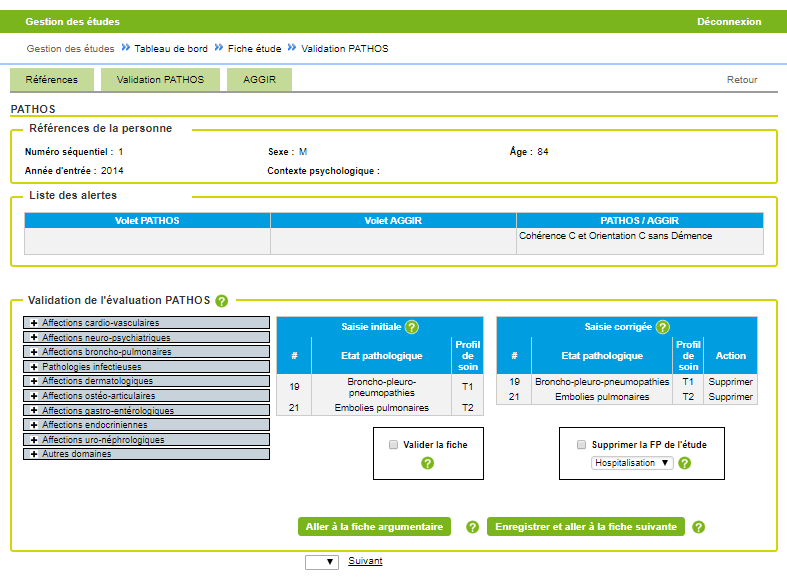 Gestion des études Déconnexion
Gestion des études » Tableau de bord » Fiche étude » Validation PATHOS
Références Validation PATHOS AGGIR Retour
PATHOS
Références de la personne
Numéro séquentiel : 1 Sexe : M Âge : 84
Année d'entrée : 2014 Contexte psychologique :
Liste des alertes
Volet PATHOS Volet AGGIR PATHOS / AGGIR
Cohérence C et Orientation C sans Démence
Validation de l'évaluation PATHOS ?
+ Affections cardio-vasculaires
+ Affections neuro-psychiatriques
+ Affections broncho-pulmonaires
+ Pathologies infectieuses
+ Affections dermatologiques
+ Affections ostéo-articulaires
+ Affections gastro-entérologiques
+ Affections endocriniennes
+ Affections uro-néphrologiques
+ Autres domaines
Saisie initiale ?
# Etat pathologique Profil de soin
19 Broncho-pleuro-
pneumopathies T1
21 Embolies pulmonaires T2
Saisie corrigée ?
# Etat pathologique Profil de soin Action
19 Broncho-pleuro-pneumopathies T1 Supprimer
21 Embolies pulmonaires T2 Supprimer
Valider la fiche
?
Supprimer la FP de l'étude
Hospitalisation ▼ ?
Aller à la fiche argumentaire ? Enregistrer et aller à la fiche suivante ?
▼ Suivant